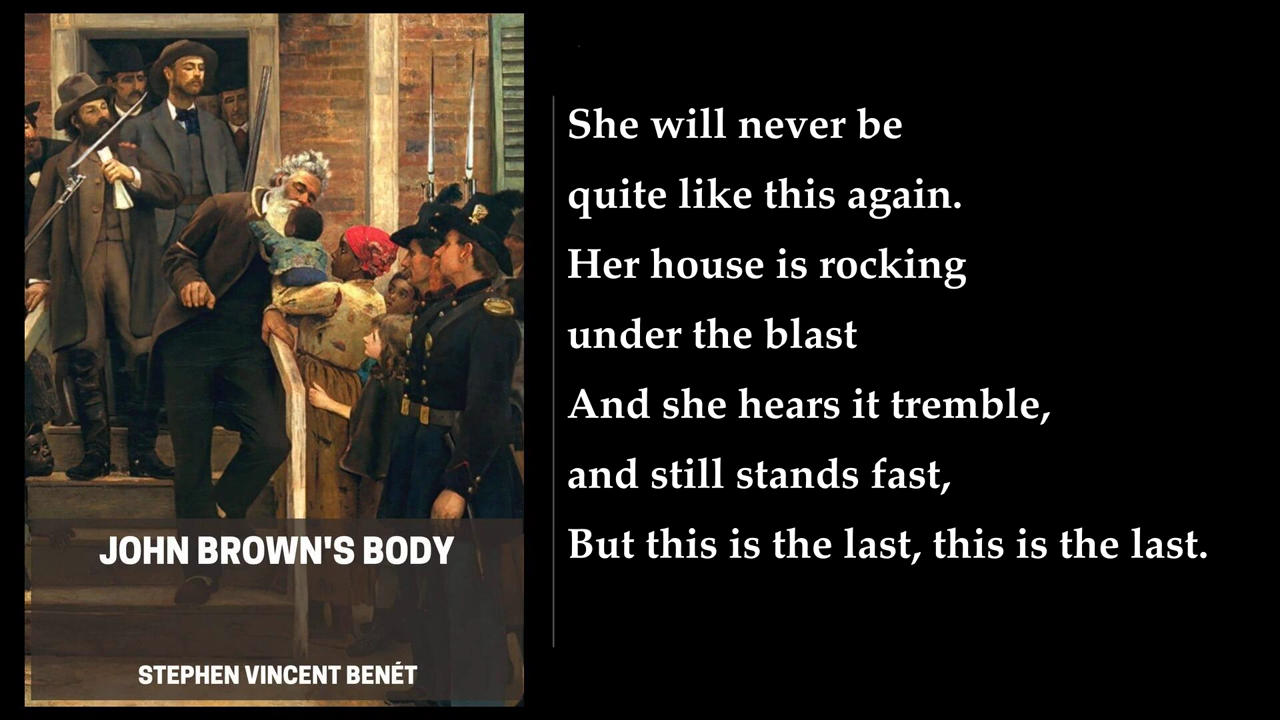 JOHN BROWN'S BODY
STEPHEN VINCENT BENÉT
She will never be
quite like this again.
Her house is rocking
under the blast
And she hears it tremble,
and still stands fast,
But this is the last, this is the last.